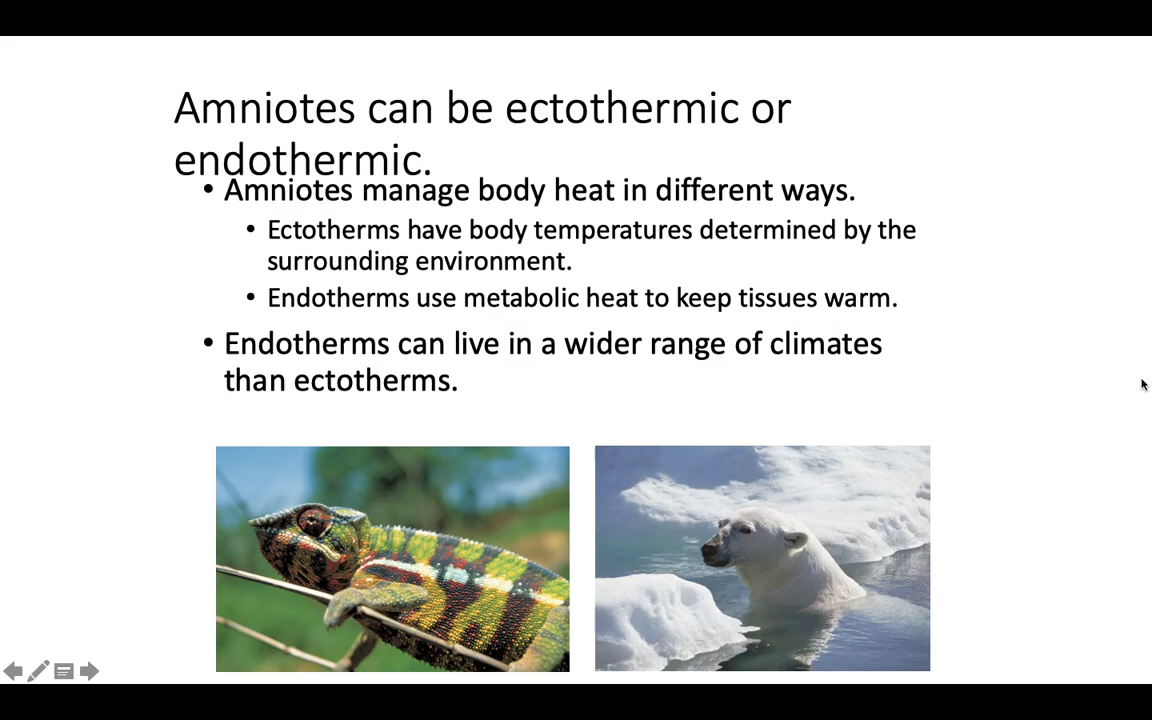 Amniotes can be ectothermic or
endothermic.
• Amniotes manage body heat in different ways.
• Ectotherms have body temperatures determined by the
surrounding environment.
• Endotherms use metabolic heat to keep tissues warm.
• Endotherms can live in a wider range of climates
than ectotherms.